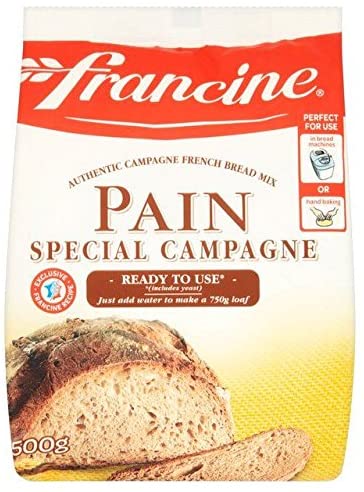 francine®
PERFECT
FOR USE
in bread
machines
OR
hand baking
AUTHENTIC CAMPAGNE FRENCH BREAD MIX
PAIN
SPECIAL CAMPAGNE
READY TO USE*
*(includes yeast)
Just add water to make a 750g loaf
EXCLUSIVE
FRANCINE RECIPE
500g